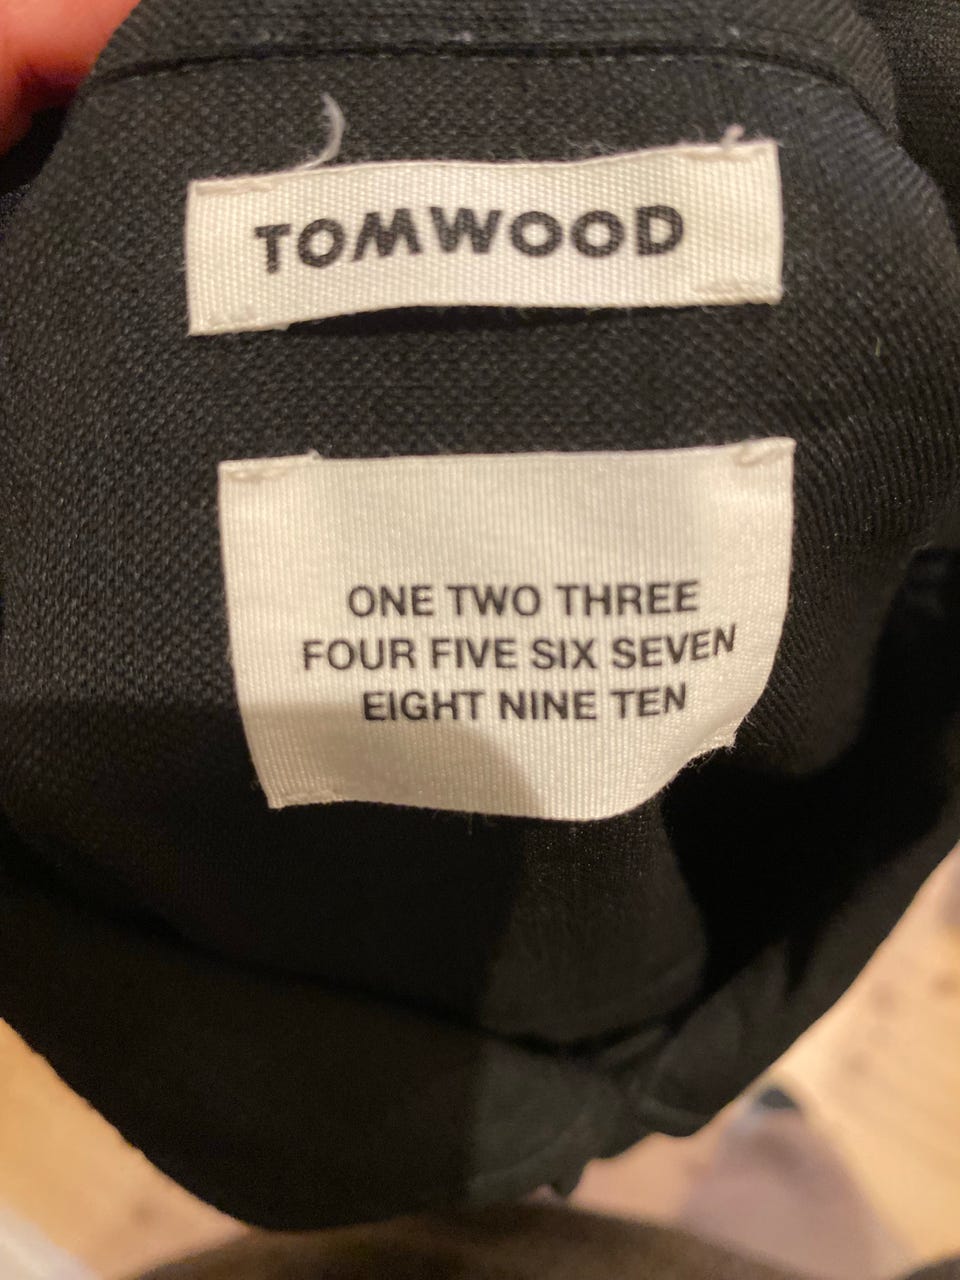 TOMWOOD
ONE TWO THREE
FOUR FIVE SIX SEVEN
EIGHT NINE TEN